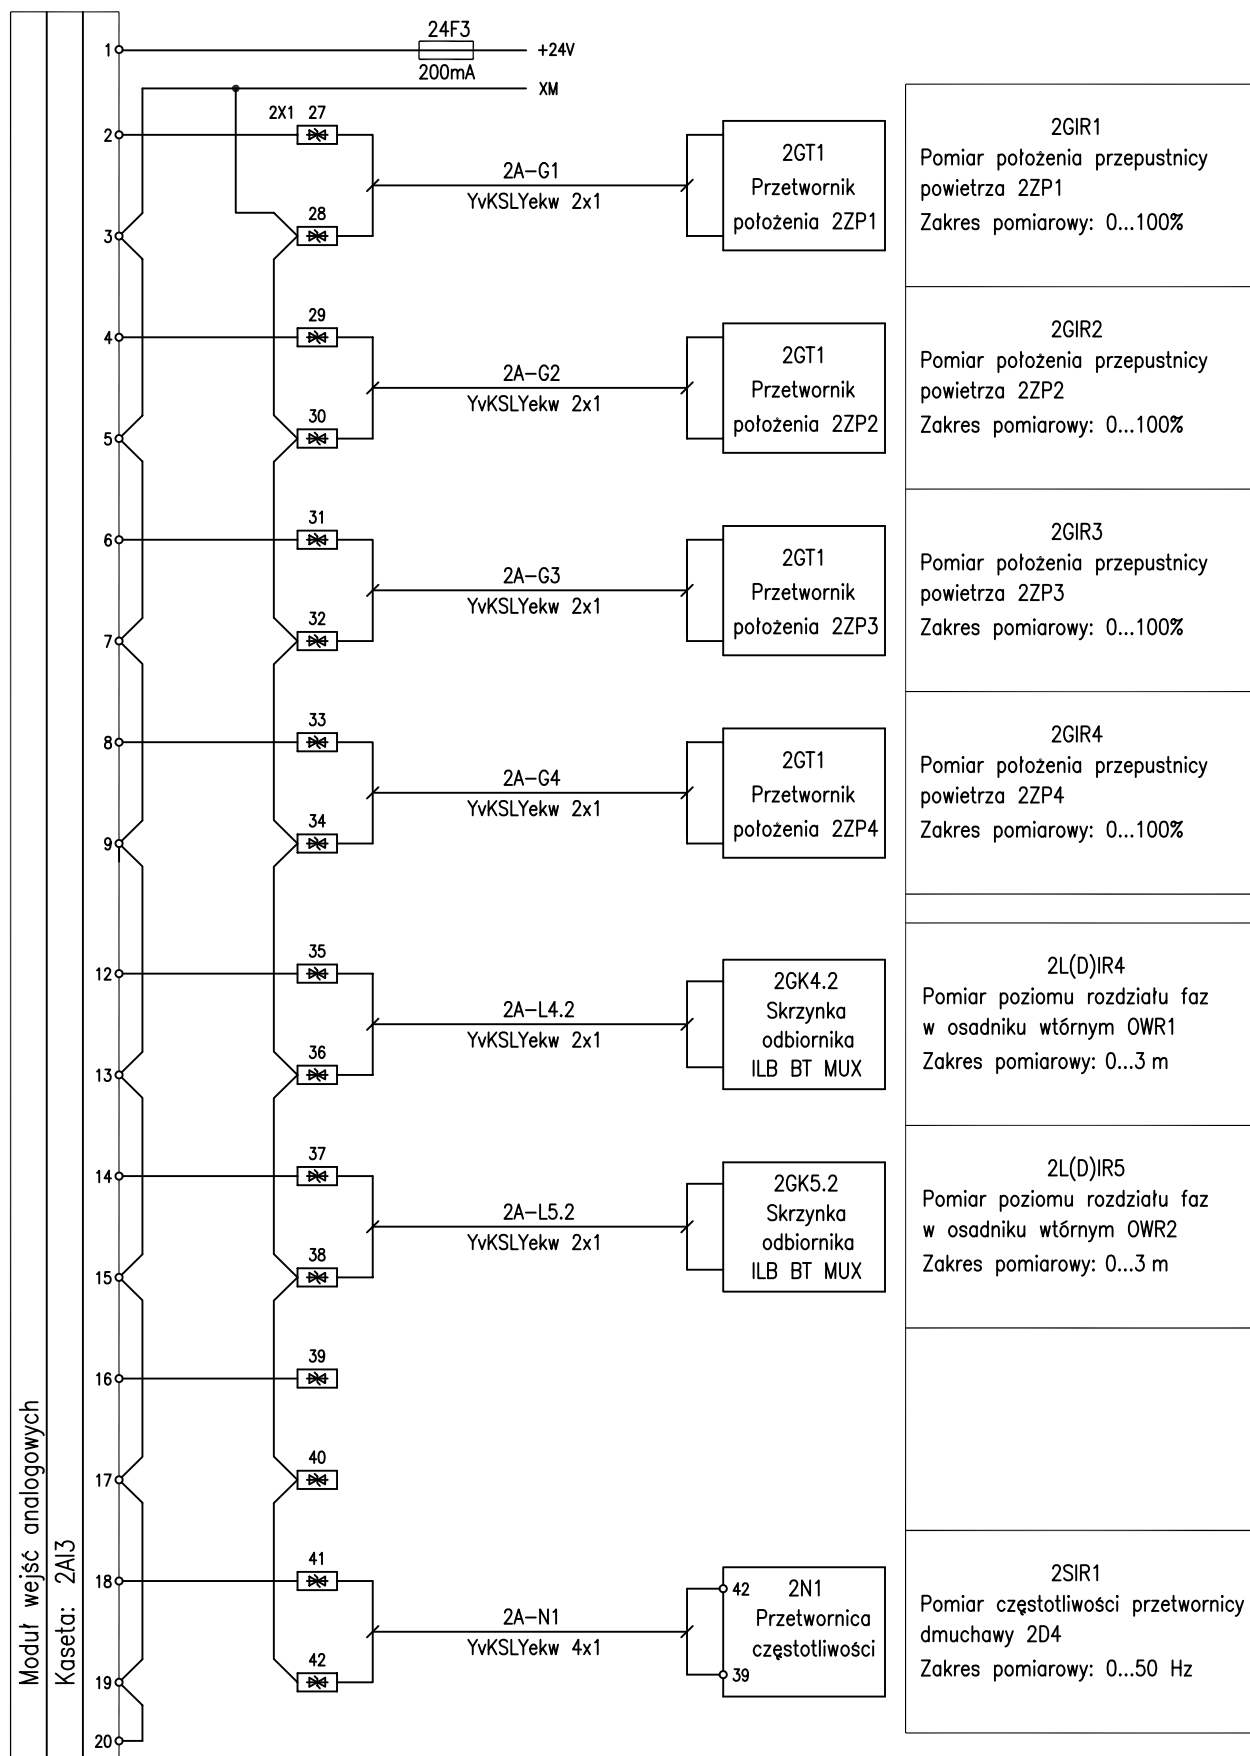 24F3
1
+24V
200mA
XM
2X1 27
2
28
3
2A-G1
YvKSLYekw 2x1
2GT1
Przetwornik
położenia 2ZP1
2GIR1
Pomiar położenia przepustnicy
powietrza 2ZP1
Zakres pomiarowy: 0...100%
29
4
30
5
2A-G2
YvKSLYekw 2x1
2GT1
Przetwornik
położenia 2ZP2
2GIR2
Pomiar położenia przepustnicy
powietrza 2ZP2
Zakres pomiarowy: 0...100%
31
6
32
7
2A-G3
YvKSLYekw 2x1
2GT1
Przetwornik
położenia 2ZP3
2GIR3
Pomiar położenia przepustnicy
powietrza 2ZP3
Zakres pomiarowy: 0...100%
33
8
34
9
2A-G4
YvKSLYekw 2x1
2GT1
Przetwornik
położenia 2ZP4
2GIR4
Pomiar położenia przepustnicy
powietrza 2ZP4
Zakres pomiarowy: 0...100%
35
12
36
13
2A-L4.2
YvKSLYekw 2x1
2GK4.2
Skrzynka
odbiornika
ILB BT MUX
2L(D)IR4
Pomiar poziomu rozdziału faz
w osadniku wtórnym OWR1
Zakres pomiarowy: 0...3 m
37
14
38
15
2A-L5.2
YvKSLYekw 2x1
2GK5.2
Skrzynka
odbiornika
ILB BT MUX
2L(D)IR5
Pomiar poziomu rozdziału faz
w osadniku wtórnym OWR2
Zakres pomiarowy: 0...3 m
39
16
40
17
41
18
42
19
20
2A-N1
YvKSLYekw 4x1
42
2N1
Przetwornica
częstotliwości
39
2SIR1
Pomiar częstotliwości przetwornicy
dmuchawy 2D4
Zakres pomiarowy: 0...50 Hz
Moduł wejść analogowych
Kaseta: 2AI3